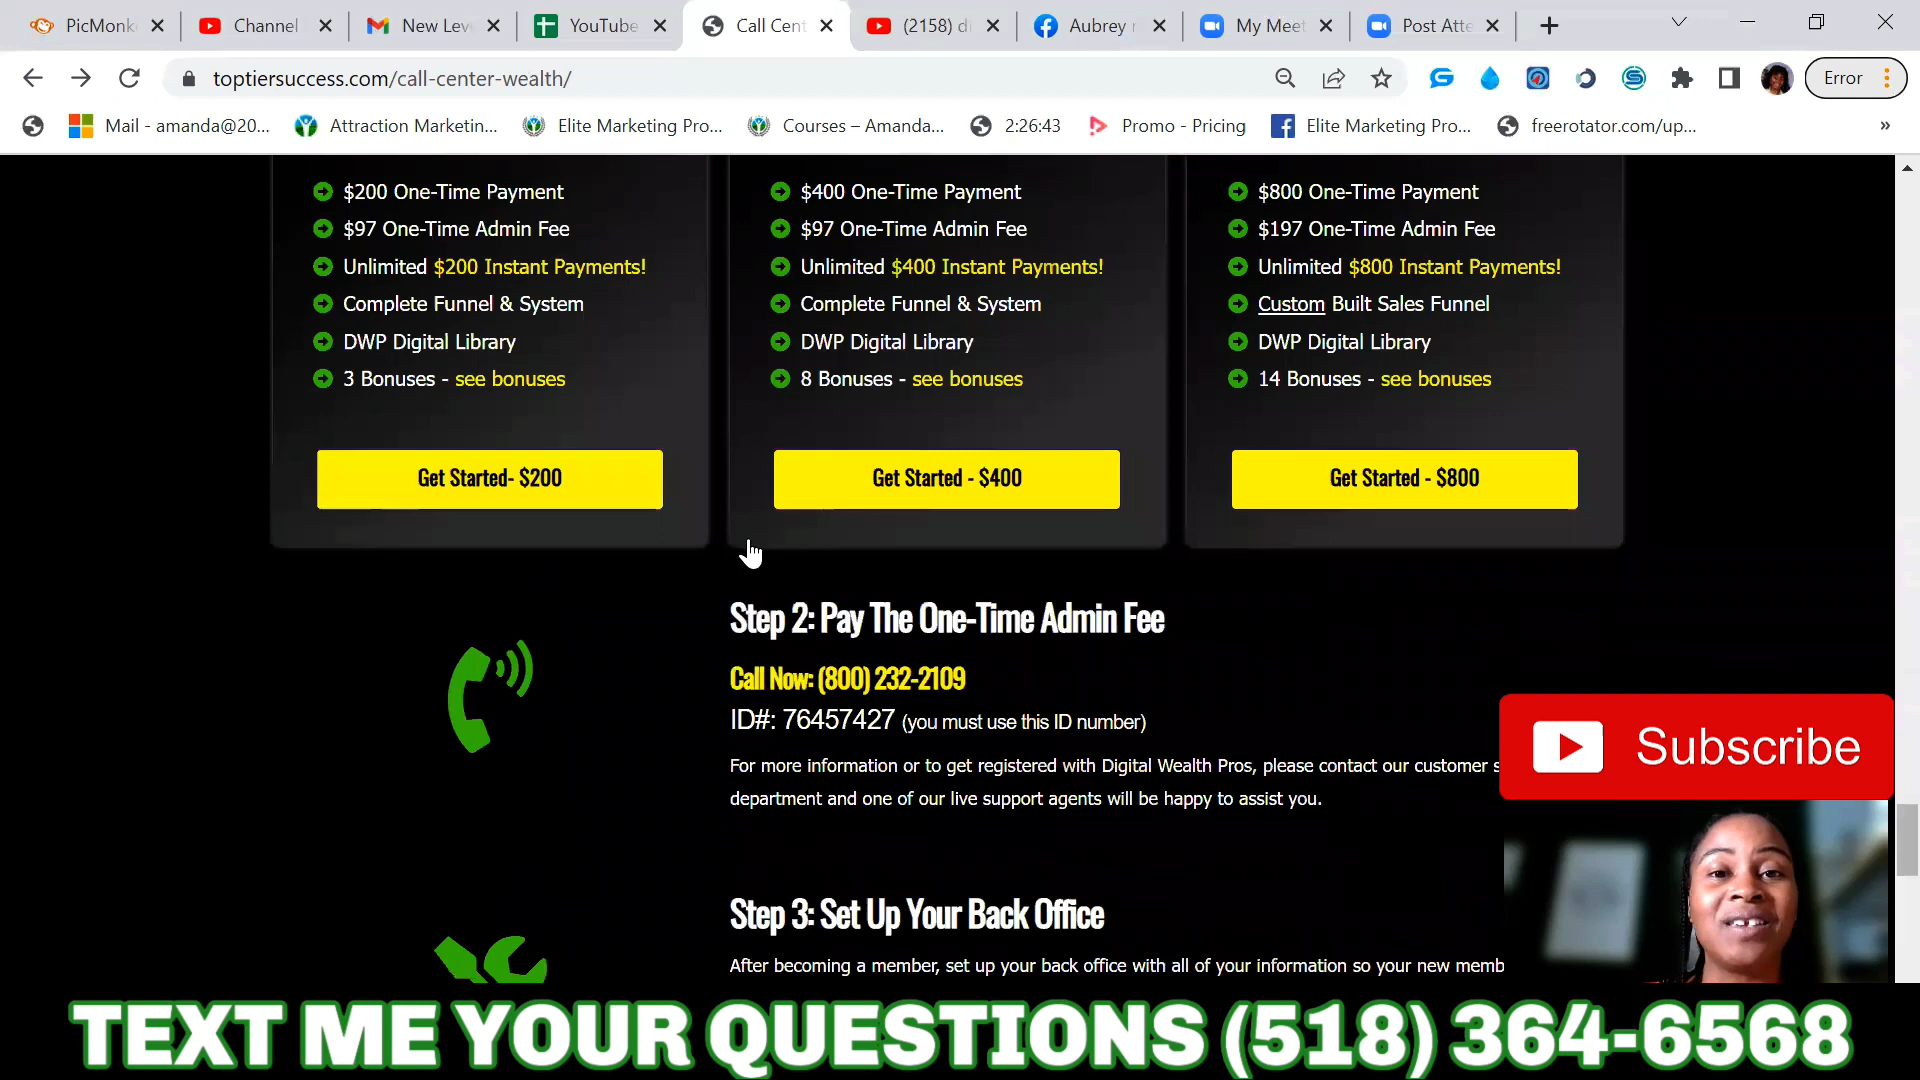 PicMonk
Channel
New Lev
YouTube
Call Cent
(2158) di
Aubrey r
My Meet
Post Atte
toptiersuccess.com/call-center-wealth/
Error
Mail - amanda@20...
Attraction Marketin...
Elite Marketing Pro...
Courses – Amanda...
2:26:43
Promo - Pricing
Elite Marketing Pro...
freerotator.com/up...
»
$200 One-Time Payment
$97 One-Time Admin Fee
Unlimited $200 Instant Payments!
Complete Funnel & System
DWP Digital Library
3 Bonuses - see bonuses
Get Started- $200
$400 One-Time Payment
$97 One-Time Admin Fee
Unlimited $400 Instant Payments!
Complete Funnel & System
DWP Digital Library
8 Bonuses - see bonuses
Get Started - $400
$800 One-Time Payment
$197 One-Time Admin Fee
Unlimited $800 Instant Payments!
Custom Built Sales Funnel
DWP Digital Library
14 Bonuses - see bonuses
Get Started - $800
Step 2: Pay The One-Time Admin Fee
Call Now: (800) 232-2109
ID#: 76457427 (you must use this ID number)
For more information or to get registered with Digital Wealth Pros, please contact our customer s
department and one of our live support agents will be happy to assist you.
Subscribe
Step 3: Set Up Your Back Office
After becoming a member, set up your back office with all of your information so your new memb
TEXT ME YOUR QUESTIONS (518) 364-6568